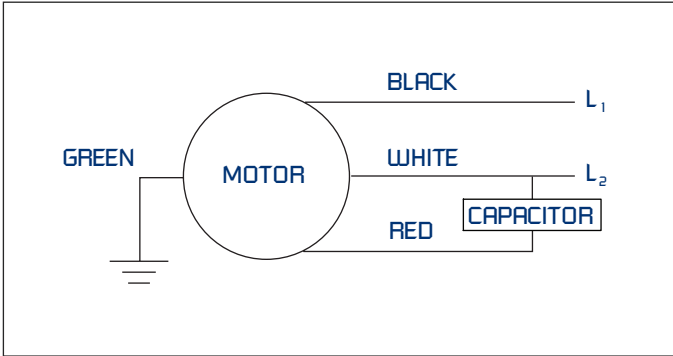 BLACK
L₁
GREEN
MOTOR
WHITE
L₂
CAPACITOR
RED